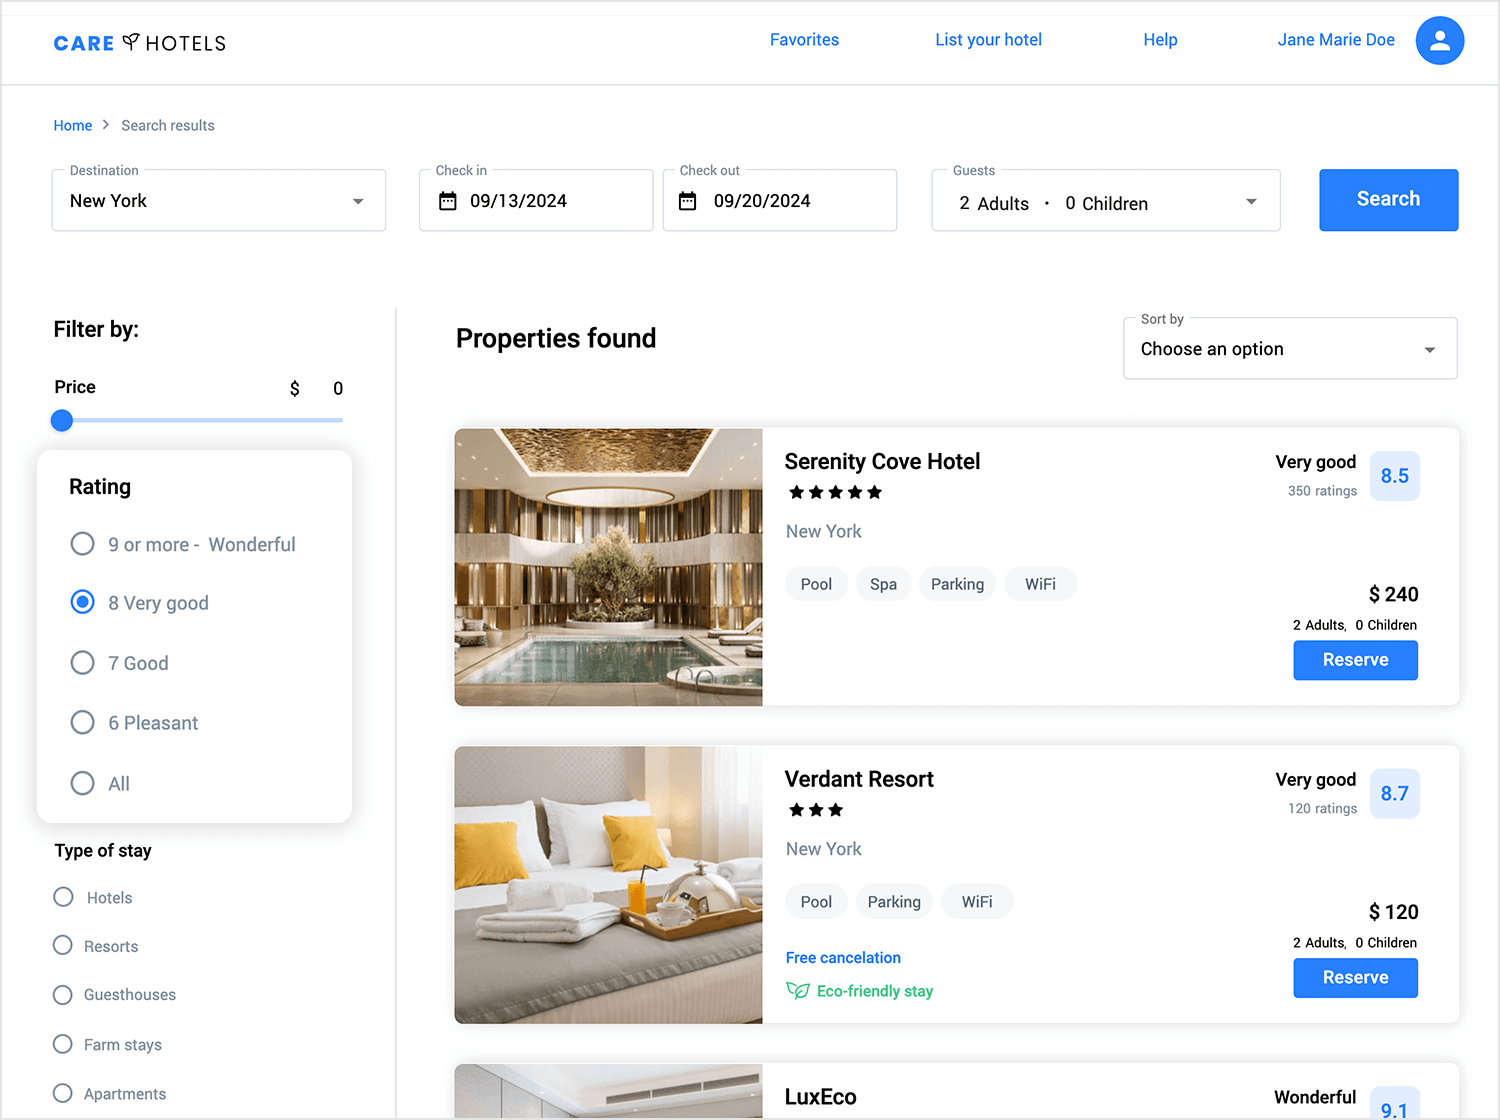 CARE HOTELS
Favorites
List your hotel
Help
Jane Marie Doe
Home > Search results
Destination
New York
Check in
09/13/2024
Check out
09/20/2024
Guests
2 Adults · 0 Children
Search
Filter by:
Price $ 0
Rating
9 or more - Wonderful
8 Very good
7 Good
6 Pleasant
All
Type of stay
Hotels
Resorts
Guesthouses
Farm stays
Apartments
Properties found
Sort by
Choose an option
Serenity Cove Hotel
New York
Pool Spa Parking WiFi
Very good 8.5
350 ratings
$ 240
2 Adults, 0 Children
Reserve
Verdant Resort
New York
Pool Parking WiFi
Free cancelation
Eco-friendly stay
Very good 8.7
120 ratings
$ 120
2 Adults, 0 Children
Reserve
LuxEco
Wonderful 9.1